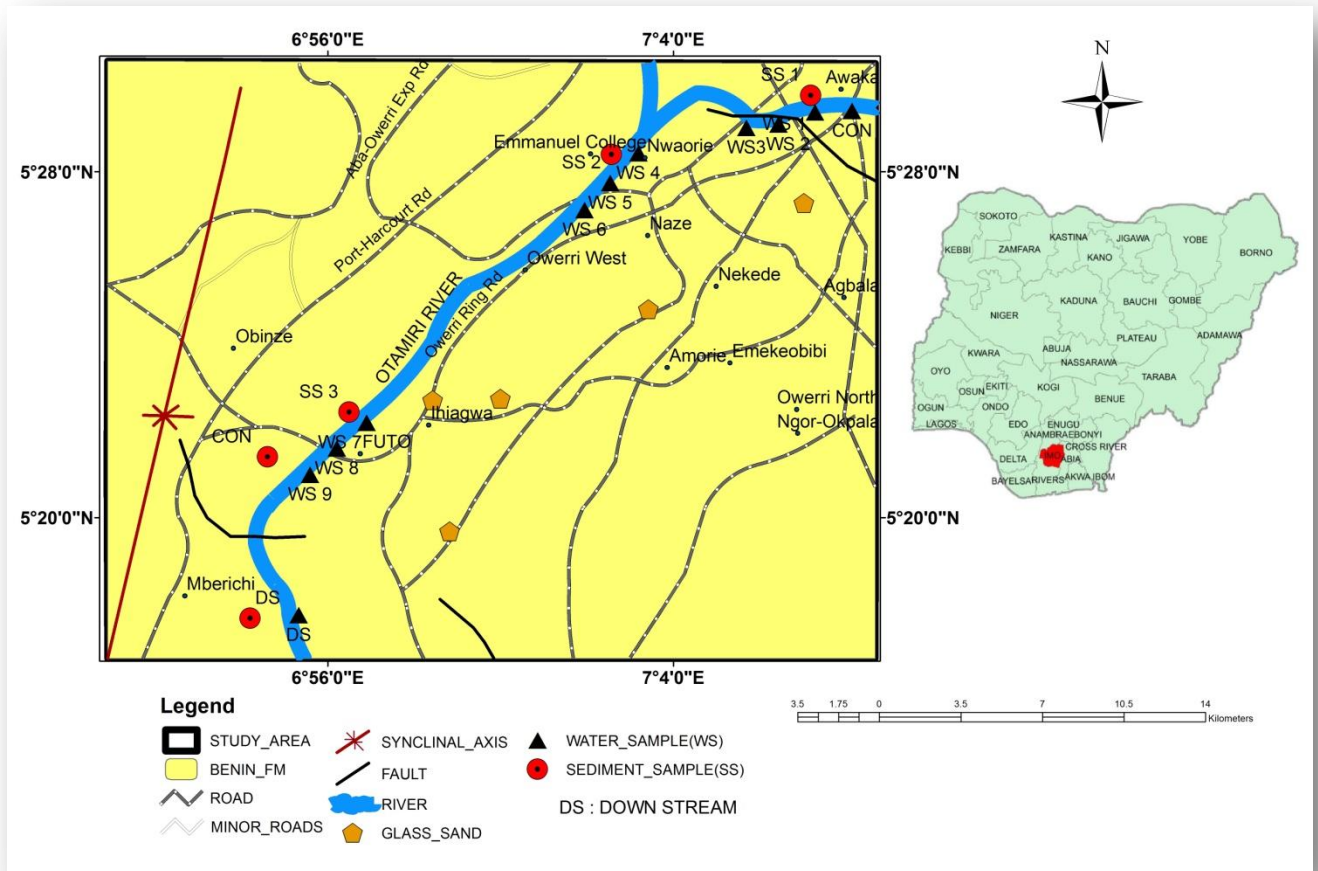 6°56'0"E
7°4'0"E
N
SS 1
Awaka
Aba-Owerri Exp Rd
WS 1
CON
WS3
WS 2
Emmanuel College
Nwaorie
SS 2
WS 4
5°28'0"N
5°28'0"N
WS 5
WS 6
Naze
Port-Harcourt Rd
Owerri West
Nekede
Agbala
OTAMIRI RIVER
Owerri Ring Rd
Obinze
Amorie
Emekeobibi
SS 3
Ihiagwa
Owerri North
Ngor-Okpala
CON
WS 7
FUTO
WS 8
WS 9
5°20'0"N
5°20'0"N
Mberichi
DS
DS
6°56'0"E
7°4'0"E
SOKOTO
KEBBI
ZAMFARA
KASTINA
JIGAWA
YOBE
BORNO
KANO
KADUNA
BAUCHI
GOMBE
NIGER
ADAMAWA
PLATEAU
KWARA
ABUJA
NASSARAWA
TARABA
OYO
OSUN
EKITI
KOGI
BENUE
OGUN
ONDO
LAGOS
EDO
ENUGU
ANAMBRA
EBONYI
CROSS RIVER
DELTA
IMO
ABIA
BAYELSA
RIVERS
AKWA IBOM
Legend
STUDY_AREA
BENIN_FM
ROAD
MINOR_ROADS
SYNCLINAL_AXIS
FAULT
RIVER
GLASS_SAND
WATER_SAMPLE(WS)
SEDIMENT_SAMPLE(SS)
DS : DOWN STREAM
3.5 1.75 0 3.5 7 10.5 14
Kilometers